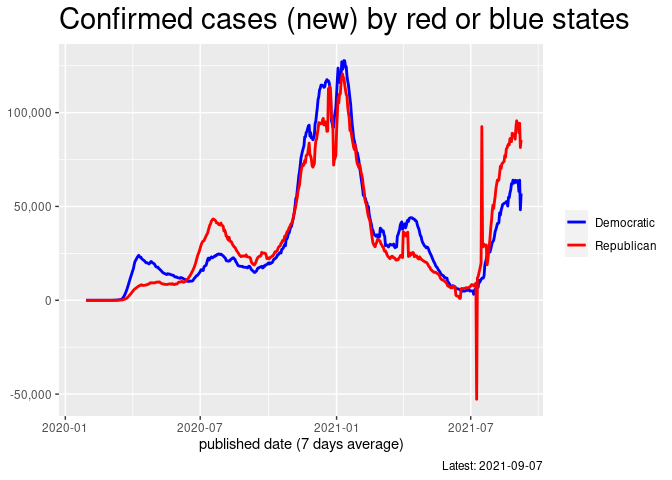 Confirmed cases (new) by red or blue states
100,000
50,000
0
-50,000
2020-01
2020-07
2021-01
2021-07
published date (7 days average)
Democratic
Republican
Latest: 2021-09-07